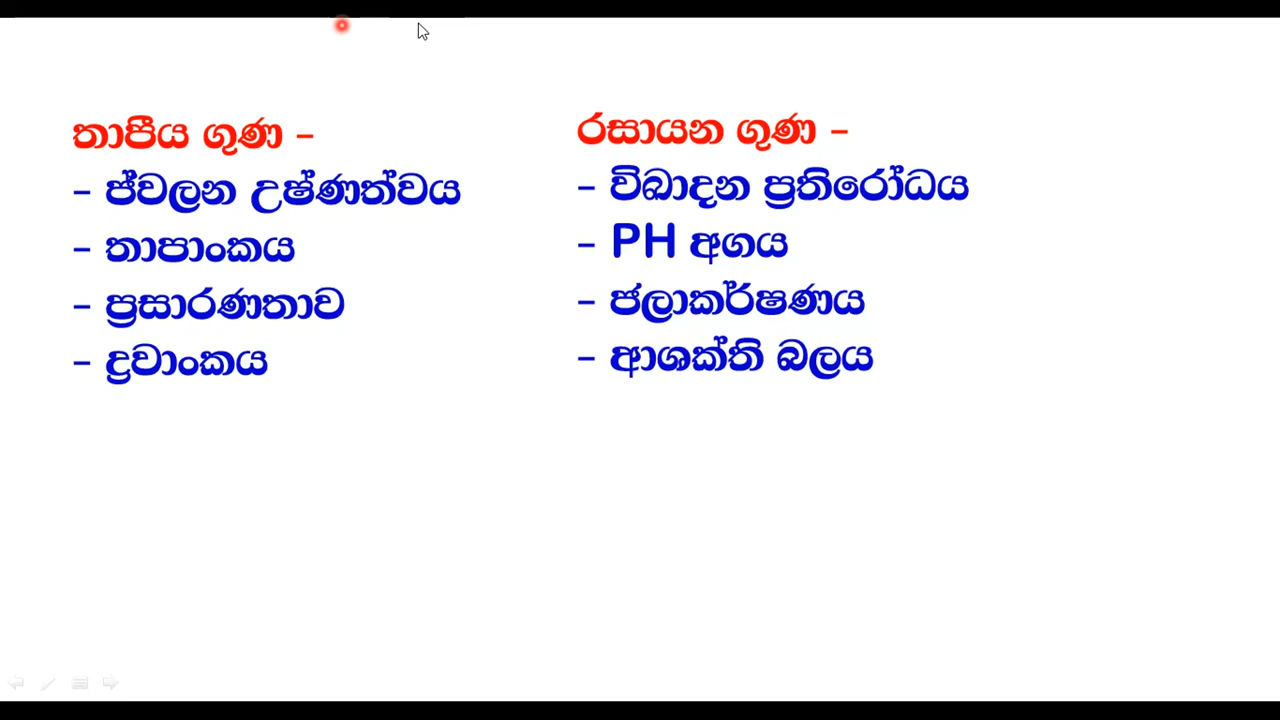 තාපීය ගුණ –
– ජ්වලන උෂ්ණත්වය
– තාපාංකය
– ප්‍රසාරණතාව
– ද්‍රවාංකය
රසායන ගුණ –
– විඛාදන ප්‍රතිරෝධය
– PH අගය
– ජලාකර්ෂණය
– ආශක්ති බලය